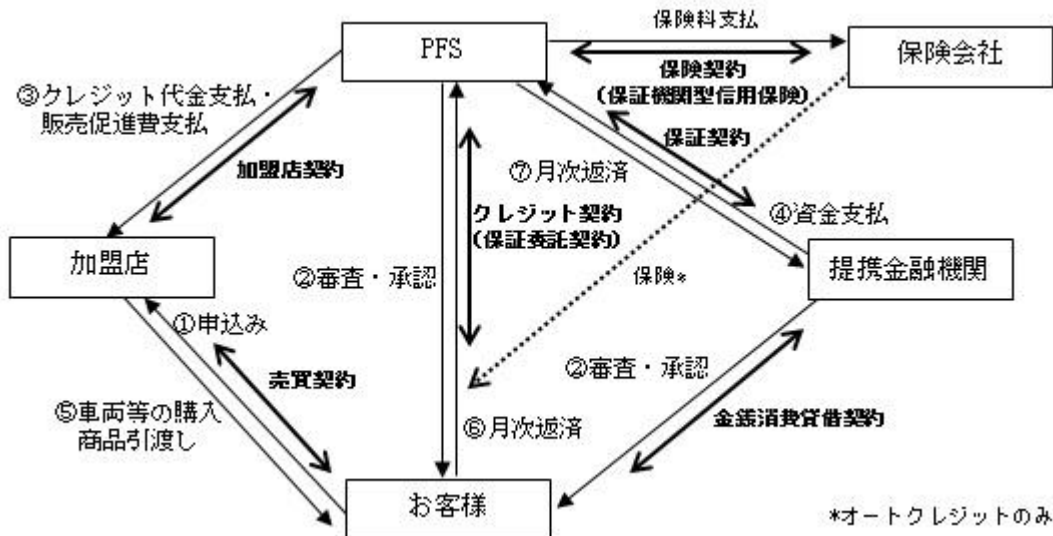 保険料支払
PFS
保険会社
保険契約
(保証機関型信用保険)
③クレジット代金支払・
販売促進費支払
保証契約
加盟店契約
⑦月次返済
クレジット契約
(保証委託契約)
④資金支払
加盟店
②審査・承認
保険*
提携金融機関
①申込み
売買契約
②審査・承認
⑤車両等の購入
商品引渡し
⑥月次返済
金銭消費貸借契約
お客様
*オートクレジットのみ